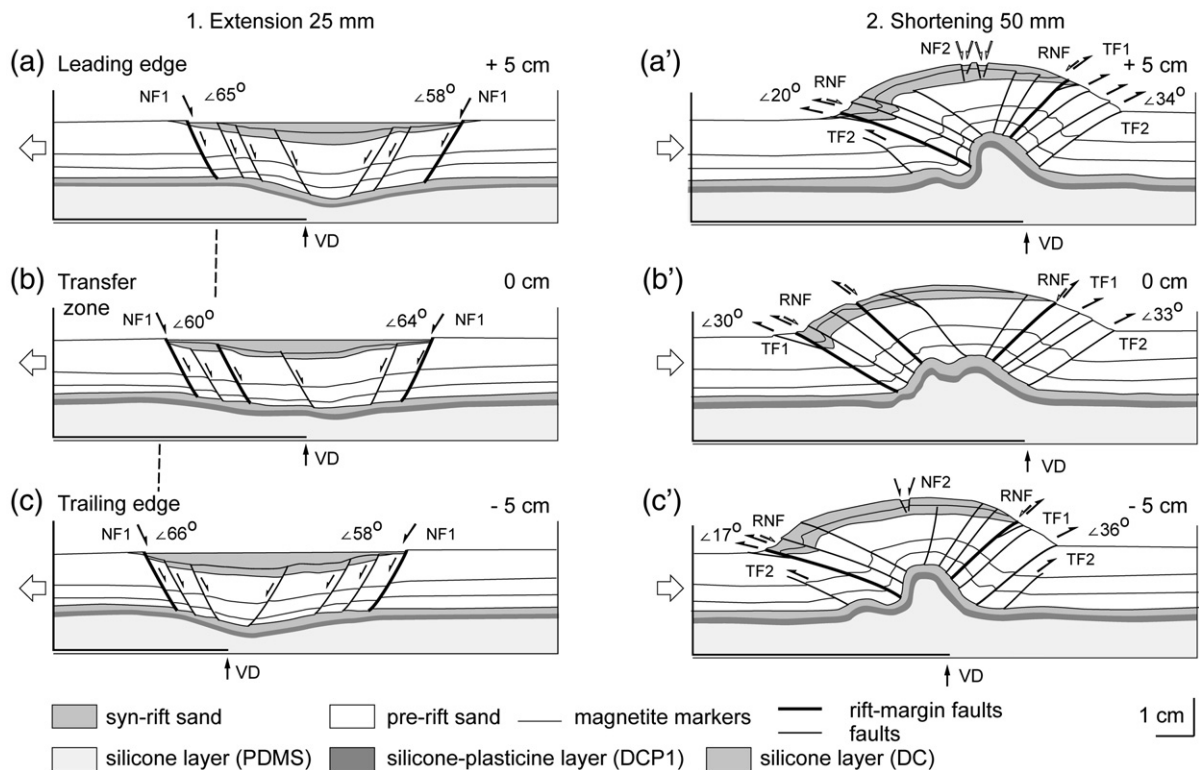 1. Extension 25 mm
2. Shortening 50 mm
(a) Leading edge
+ 5 cm
NF1
∠65°
∠58°
NF1
VD
(b) Transfer
zone
0 cm
NF1
∠60°
∠64°
NF1
VD
(c) Trailing edge
- 5 cm
NF1
∠66°
∠58°
NF1
VD
(a')
NF2
RNF
TF1
+ 5 cm
RNF
∠20°
∠34°
TF2
TF2
VD
(b')
0 cm
RNF
TF1
RNF
∠30°
∠33°
TF1
TF2
VD
(c')
- 5 cm
NF2
RNF
RNF
TF1
∠17°
∠36°
TF2
TF2
VD
syn-rift sand
pre-rift sand
magnetite markers
rift-margin faults
faults
1 cm
silicone layer (PDMS)
silicone-plasticine layer (DCP1)
silicone layer (DC)